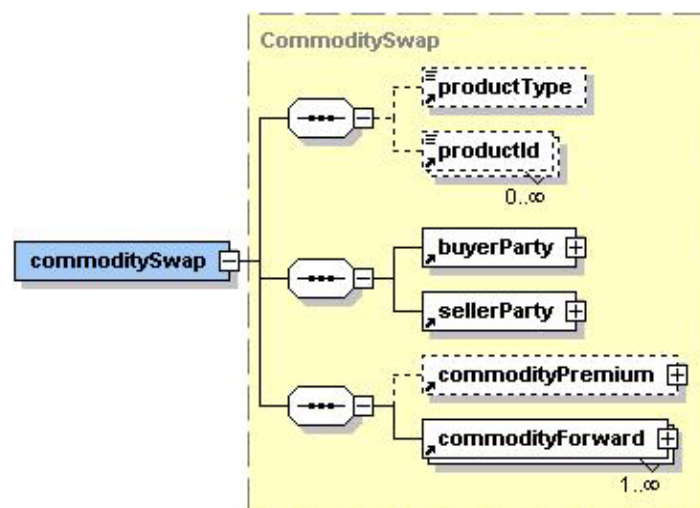 CommoditySwap
productType
productId
0..∞
commoditySwap
buyerParty
sellerParty
commodityPremium
commodityForward
1..∞